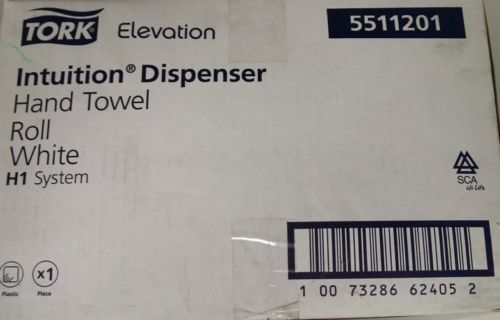 TORK Elevation
5511201
Intuition® Dispenser
Hand Towel
Roll
White
H1 System
SCA
c/o Life
x1
Plastic
Piece
1 00 73286 62405 2